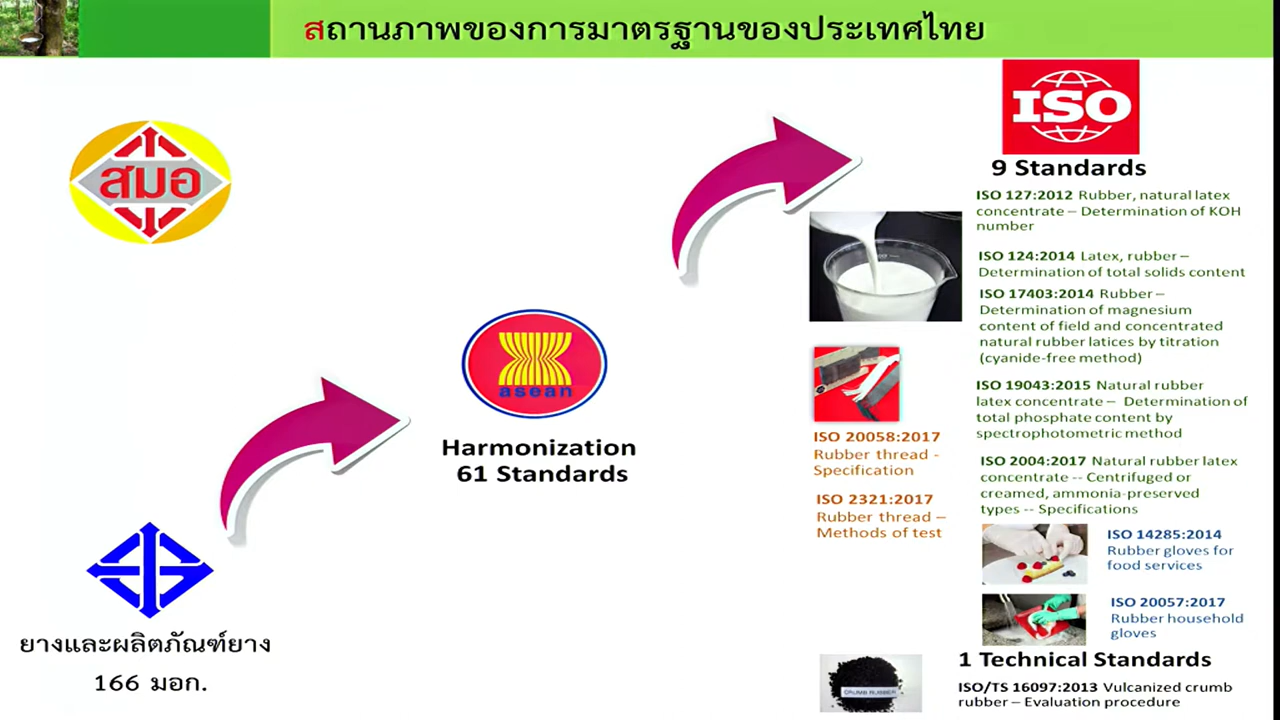 สถานภาพของการมาตรฐานของประเทศไทย
สมอ
ISO
9 Standards
ISO 127:2012 Rubber, natural latex
concentrate – Determination of KOH
number
ISO 124:2014 Latex, rubber –
Determination of total solids content
ISO 17403:2014 Rubber –
Determination of magnesium
content of field and concentrated
natural rubber latices by titration
(cyanide-free method)
ISO 19043:2015 Natural rubber
latex concentrate – Determination of
total phosphate content by
spectrophotometric method
ISO 2004:2017 Natural rubber latex
concentrate -- Centrifuged or
creamed, ammonia-preserved
types -- Specifications
asean
Harmonization
61 Standards
ISO 20058:2017
Rubber thread -
Specification
ISO 2321:2017
Rubber thread –
Methods of test
ISO 14285:2014
Rubber gloves for
food services
ISO 20057:2017
Rubber household
gloves
ยางและผลิตภัณฑ์ยาง
166 มอก.
1 Technical Standards
CRUMB RUBBER
ISO/TS 16097:2013 Vulcanized crumb
rubber – Evaluation procedure